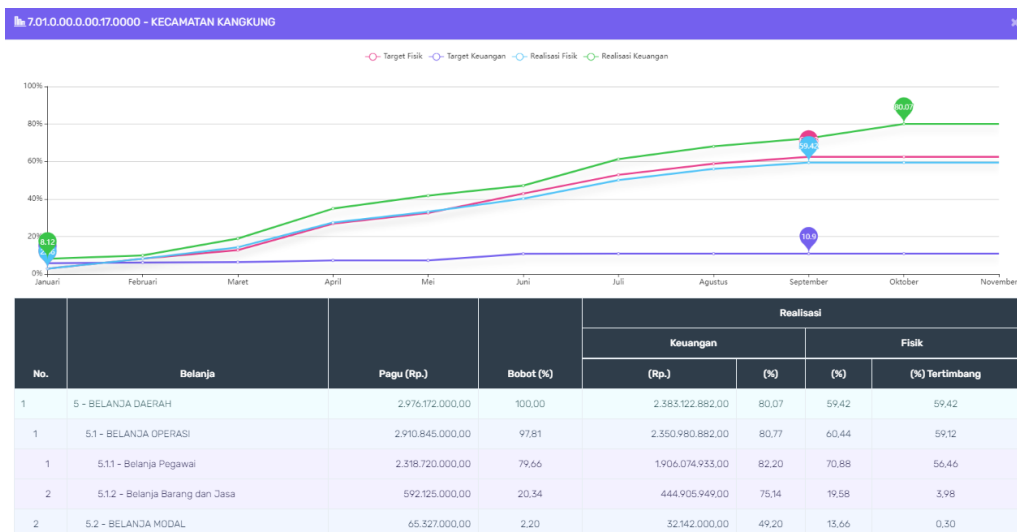 7.01.0.00.0.00.17.0000 - KECAMATAN KANGKUNG
Target Fisik Target Keuangan Realisasi Fisik Realisasi Keuangan
100%
80%
60%
40%
20%
0%
80.07
59.42
10.9
8.12
Januari Februari Maret April Mei Juni Juli Agustus September Oktober November
No. Belanja Pagu (Rp.) Bobot (%) Realisasi
Keuangan Fisik
(Rp.) (%) (%) (%) Tertimbang
1 5 - BELANJA DAERAH 2.976.172.000,00 100,00 2.383.122.882,00 80,07 59,42 59,42
1 5.1 - BELANJA OPERASI 2.910.845.000,00 97,81 2.350.980.882,00 80,77 60,44 59,12
1 5.1.1 - Belanja Pegawai 2.318.720.000,00 79,66 1.906.074.933,00 82,20 70,88 56,46
2 5.1.2 - Belanja Barang dan Jasa 592.125.000,00 20,34 444.905.949,00 75,14 19,58 3,98
2 5.2 - BELANJA MODAL 65.327.000,00 2,20 32.142.000,00 49,20 13,66 0,30